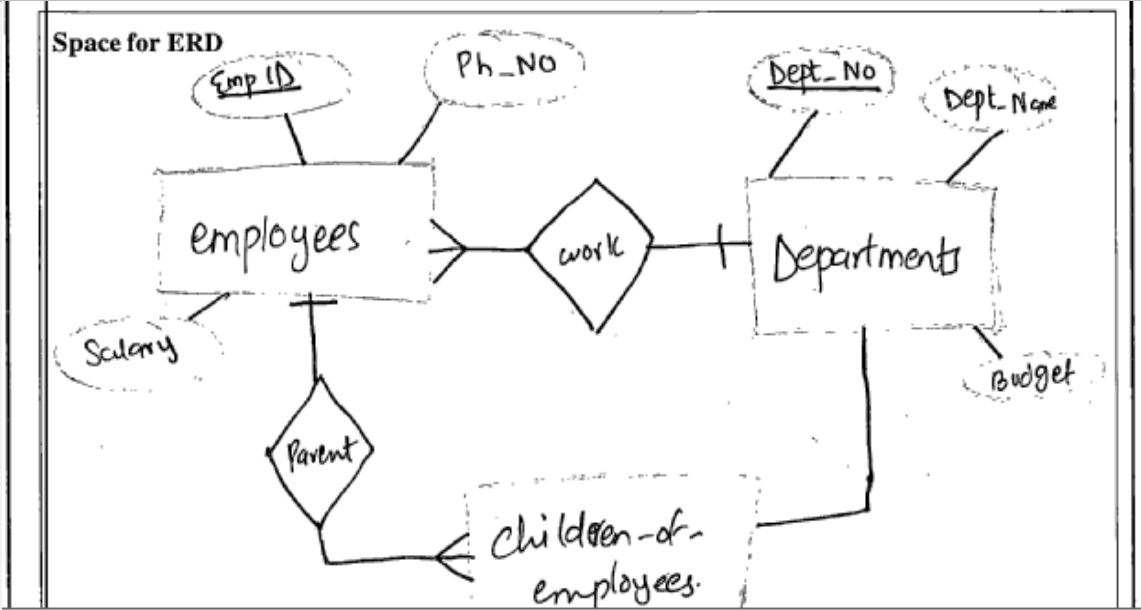 Space for ERD
Emp ID
Ph_NO
Dept_No
Dept_Name
employees
work
Departments
Salary
Budget
Parent
Children-of-
employees.